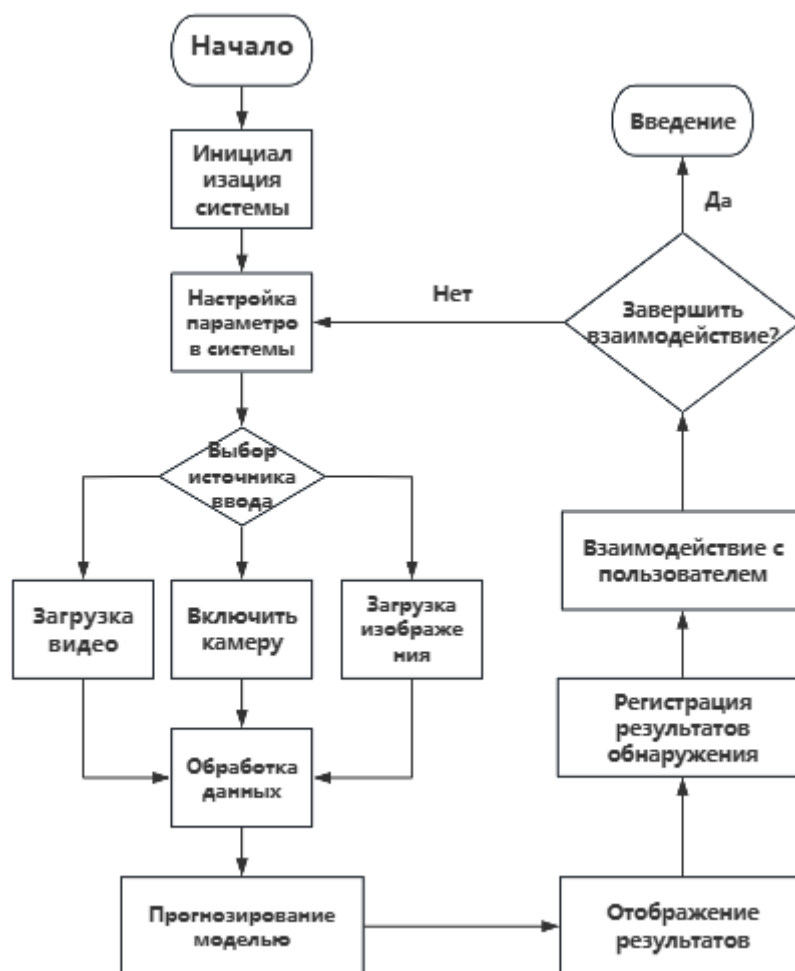 Начало
Инициал
изация
системы
Настройка
параметро
в системы
Выбор
источника
ввода
Загрузка
видео
Включить
камеру
Загрузка
изображе
ния
Обработка
данных
Прогнозирование
моделью
Отображение
результатов
Регистрация
результатов
обнаружения
Взаимодействие с
пользователем
Завершить
взаимодействие?
Нет
Да
Введение